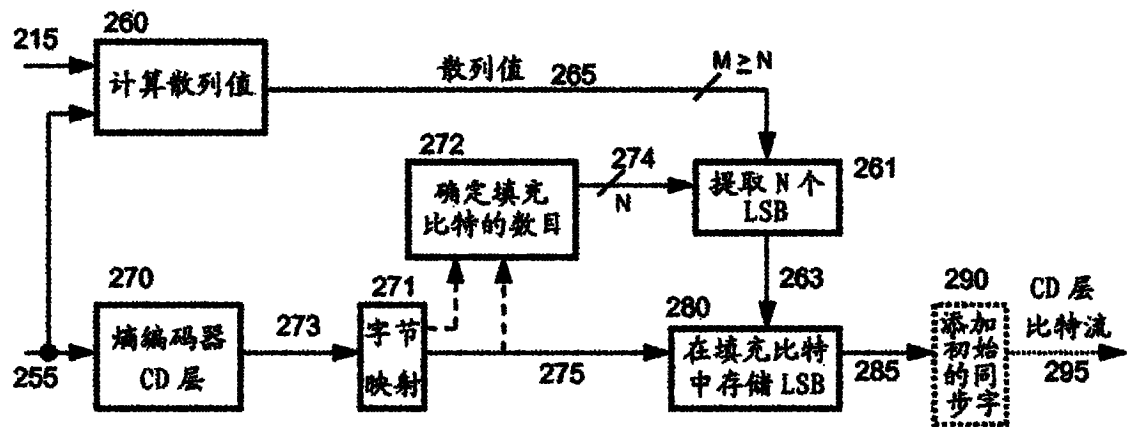 215
260
计算散列值
散列值
265
M ≥ N
272
确定填充
比特的数目
274
N
提取 N 个
LSB
261
270
熵编码器
CD 层
255
273
271
字节
映射
275
263
280
在填充比特
中存储 LSB
285
290
添加
初始
的同
步字
CD 层
比特流
295